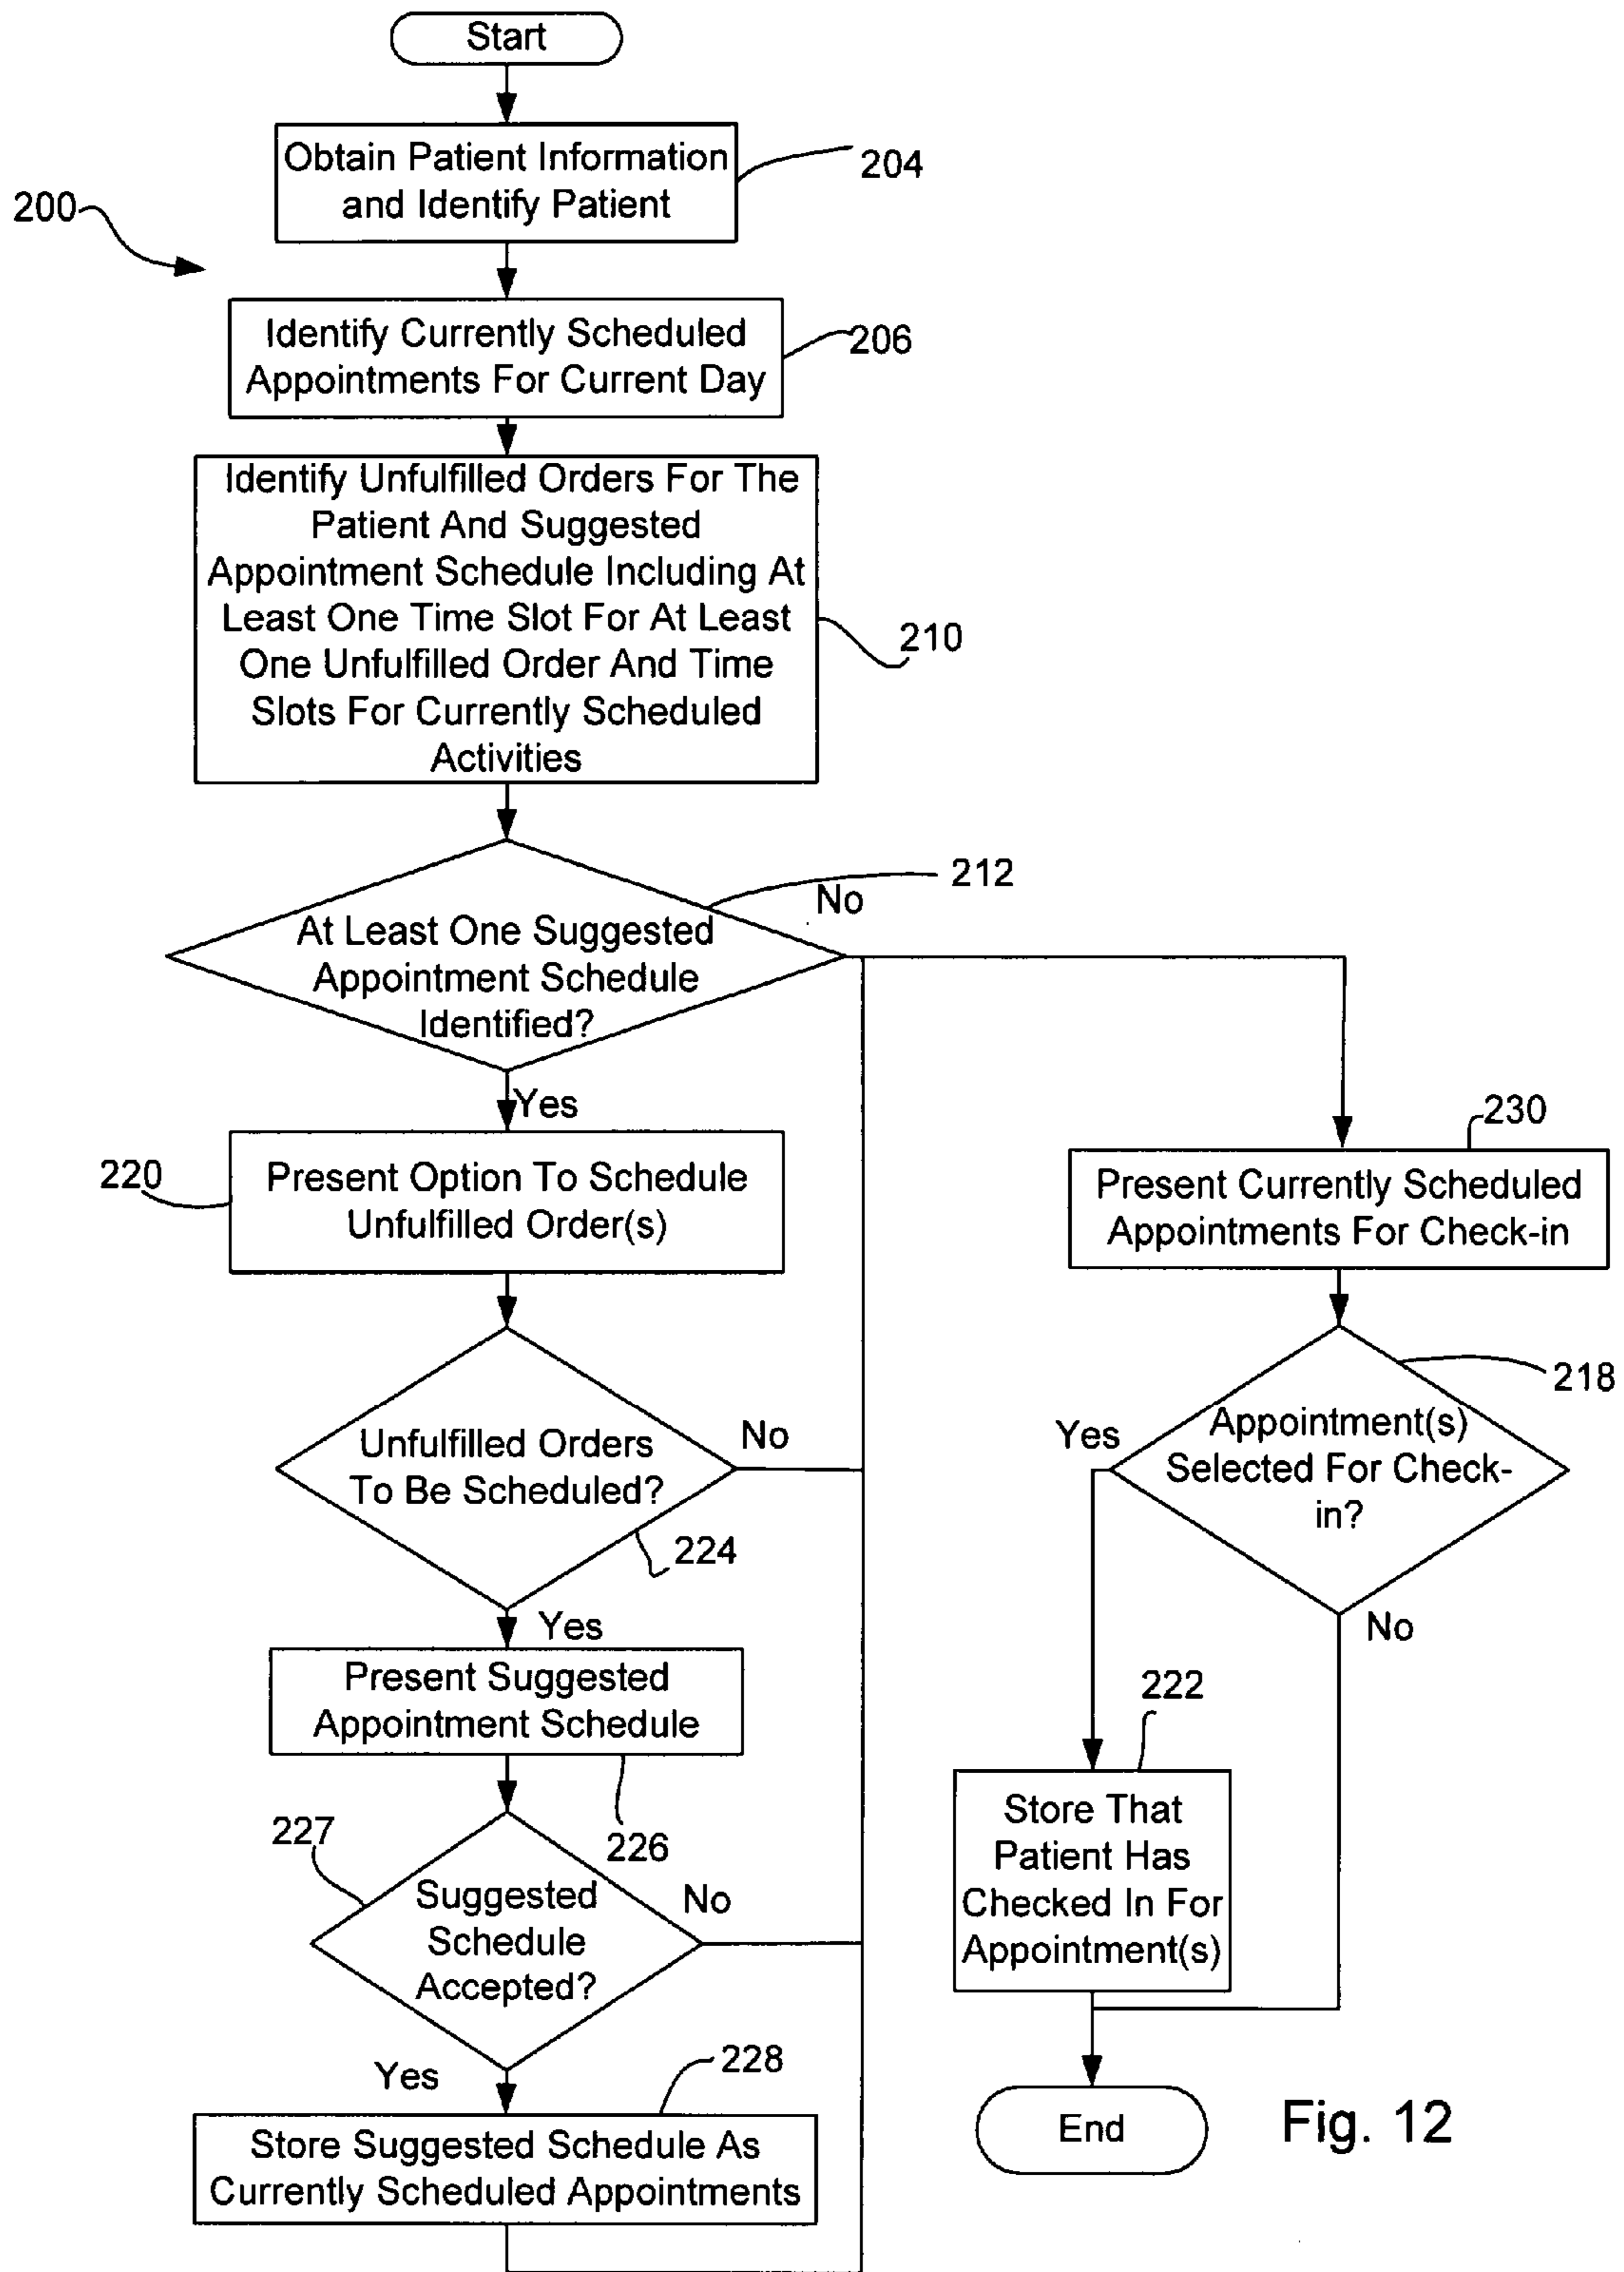 Start
Obtain Patient Information
and Identify Patient
204
200
Identify Currently Scheduled
Appointments For Current Day
206
Identify Unfulfilled Orders For The
Patient And Suggested
Appointment Schedule Including At
Least One Time Slot For At Least
One Unfulfilled Order And Time
Slots For Currently Scheduled
Activities
210
212
No
At Least One Suggested
Appointment Schedule
Identified?
Yes
220
Present Option To Schedule
Unfulfilled Order(s)
Unfulfilled Orders
To Be Scheduled?
No
224
Yes
Present Suggested
Appointment Schedule
226
227
Suggested
Schedule
Accepted?
No
Yes
228
Store Suggested Schedule As
Currently Scheduled Appointments
230
Present Currently Scheduled
Appointments For Check-in
218
Yes
Appointment(s)
Selected For Check-
in?
No
222
Store That
Patient Has
Checked In For
Appointment(s)
End
Fig. 12